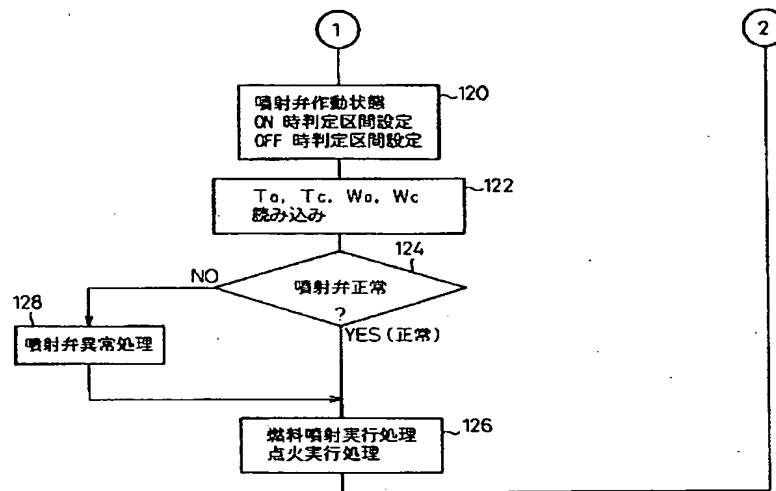 1
2
噴射弁作動状態
ON 時判定区間設定
OFF 時判定区間設定
120
To, Tc, Wo, Wc
読み込み
122
124
NO
噴射弁正常
?
YES (正常)
128
噴射弁異常処理
燃料噴射実行処理
点火実行処理
126